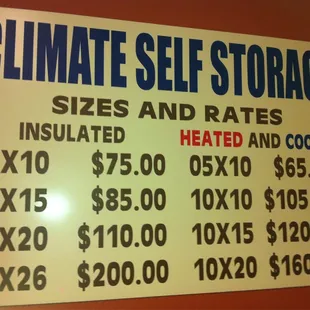 CLIMATE SELF STORAG
SIZES AND RATES
INSULATED HEATED AND COO
X10 $75.00 05X10 $65.
X15 $85.00 10X10 $105
X20 $110.00 10X15 $120
X26 $200.00 10X20 $160